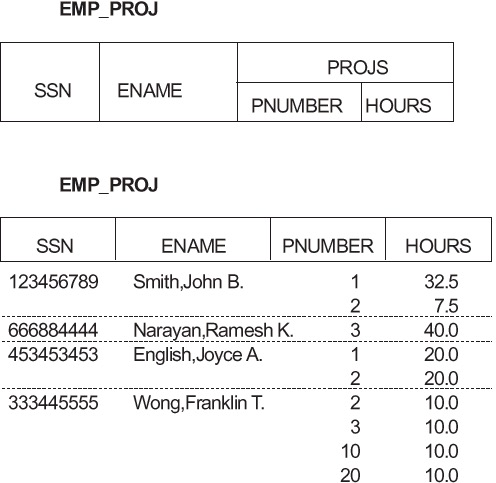 EMP_PROJ
PROJS
SSN ENAME
PNUMBER HOURS
EMP_PROJ
SSN ENAME PNUMBER HOURS
123456789 Smith,John B. 1 32.5
2 7.5
666884444 Narayan,Ramesh K. 3 40.0
453453453 English,Joyce A. 1 20.0
2 20.0
333445555 Wong,Franklin T. 2 10.0
3 10.0
10 10.0
20 10.0